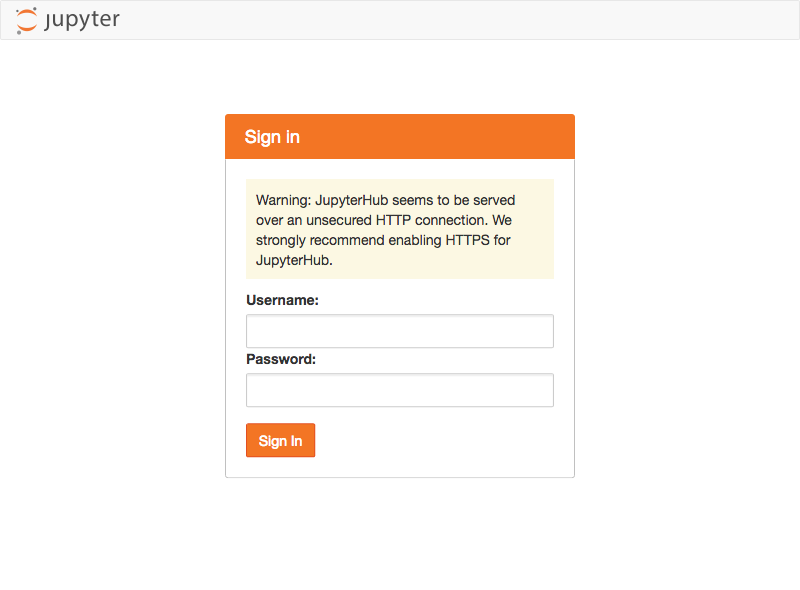 jupyter
Sign in
Warning: JupyterHub seems to be served
over an unsecured HTTP connection. We
strongly recommend enabling HTTPS for
JupyterHub.
Username:
Password:
Sign In